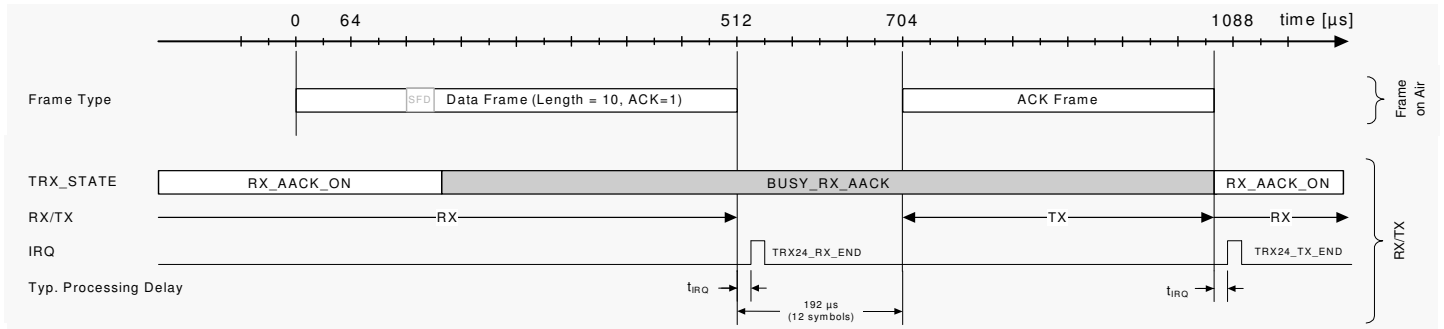 0 64 512 704 1088 time [µs]
Frame Type SFD Data Frame (Length = 10, ACK=1) ACK Frame Frame on Air
TRX_STATE RX_AACK_ON BUSY_RX_AACK RX_AACK_ON
RX/TX RX TX RX RX/TX
IRQ TRX24_RX_END TRX24_TX_END
Typ. Processing Delay tIRQ tIRQ
192 µs
(12 symbols)